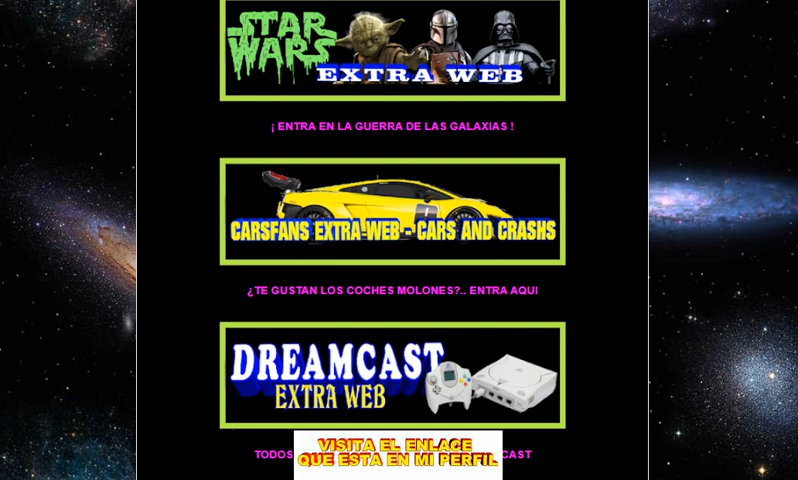 STAR
WARS
EXTRA WEB
¡ ENTRA EN LA GUERRA DE LAS GALAXIAS !
CARSFANS EXTRA-WEB - CARS AND CRASHS
¿TE GUSTAN LOS COCHES MOLONES?.. ENTRA AQUI
DREAMCAST
EXTRA WEB
TODOS
VISITA EL ENLACE
QUE ESTA EN MI PERFIL